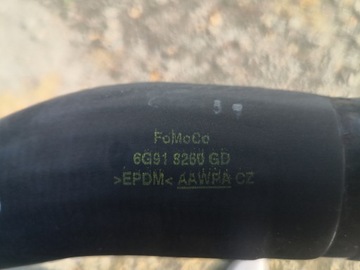 FoMoCo
6G91 8260 GD
>EPDM< AAWPA CZ